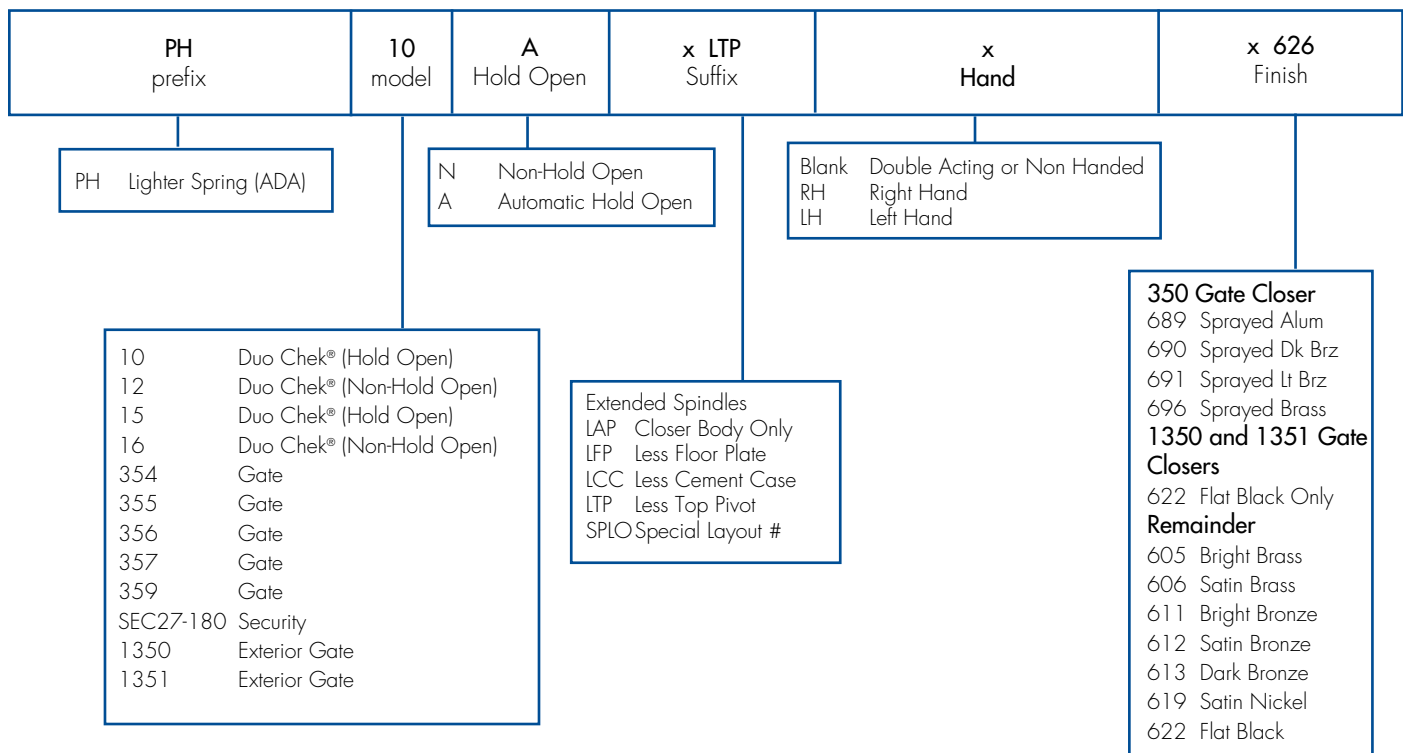 PH
prefix
10
model
A
Hold Open
x LTP
Suffix
x
Hand
x 626
Finish
PH Lighter Spring (ADA)
N Non-Hold Open
A Automatic Hold Open
Blank Double Acting or Non Handed
RH Right Hand
LH Left Hand
10 Duo Chek® (Hold Open)
12 Duo Chek® (Non-Hold Open)
15 Duo Chek® (Hold Open)
16 Duo Chek® (Non-Hold Open)
354 Gate
355 Gate
356 Gate
357 Gate
359 Gate
SEC27-180 Security
1350 Exterior Gate
1351 Exterior Gate
Extended Spindles
LAP Closer Body Only
LFP Less Floor Plate
LCC Less Cement Case
LTP Less Top Pivot
SPLO Special Layout #
350 Gate Closer
689 Sprayed Alum
690 Sprayed Dk Brz
691 Sprayed Lt Brz
696 Sprayed Brass
1350 and 1351 Gate
Closers
622 Flat Black Only
Remainder
605 Bright Brass
606 Satin Brass
611 Bright Bronze
612 Satin Bronze
613 Dark Bronze
619 Satin Nickel
622 Flat Black